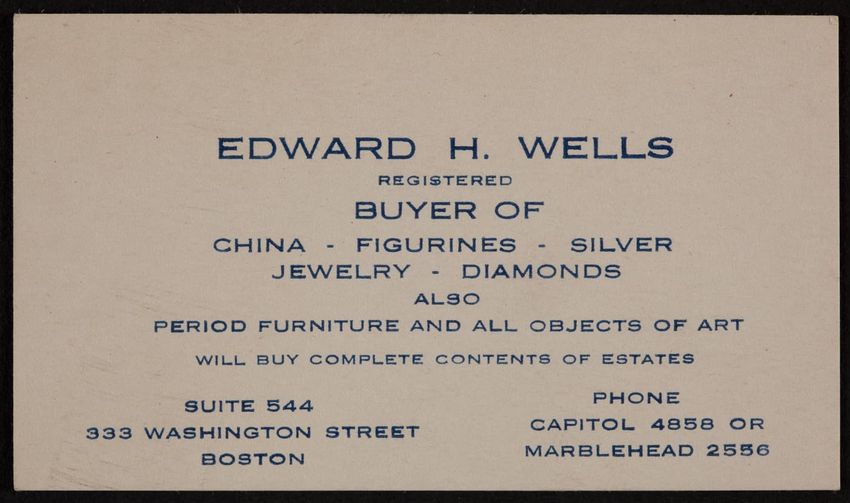 EDWARD H. WELLS
REGISTERED
BUYER OF
CHINA - FIGURINES - SILVER
JEWELRY - DIAMONDS
ALSO
PERIOD FURNITURE AND ALL OBJECTS OF ART
WILL BUY COMPLETE CONTENTS OF ESTATES
SUITE 544
333 WASHINGTON STREET
BOSTON
PHONE
CAPITOL 4858 OR
MARBLEHEAD 2556